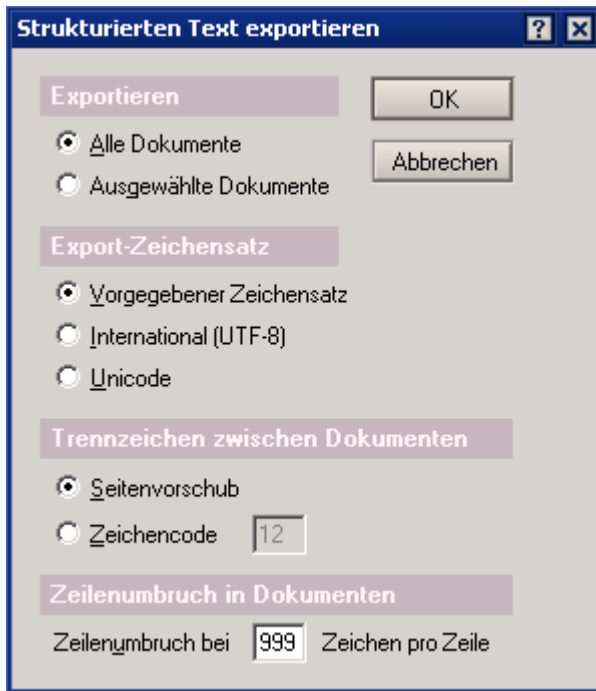 Strukturierten Text exportieren
Exportieren
OK
Alle Dokumente
Abbrechen
Ausgewählte Dokumente
Export-Zeichensatz
Vorgegebener Zeichensatz
International (UTF-8)
Unicode
Trennzeichen zwischen Dokumenten
Seitenvorschub
Zeichencode 12
Zeilenumbruch in Dokumenten
Zeilenumbruch bei 999 Zeichen pro Zeile